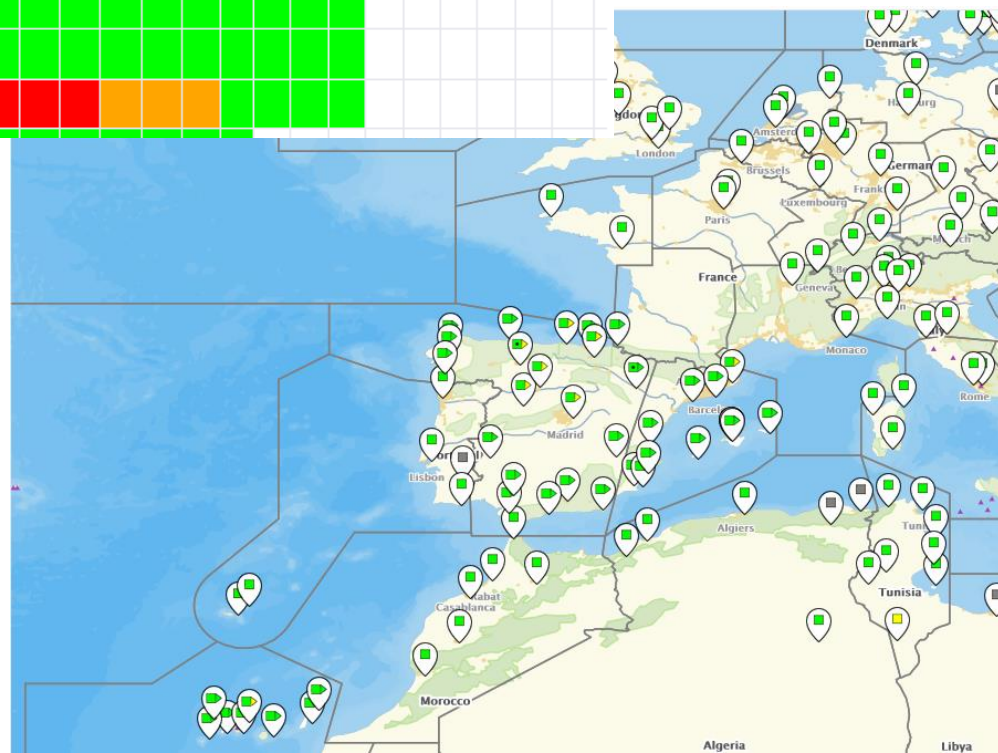 Denmark
London
Amsterd
Brussels
German
Frank
Luxembourg
Paris
France
Geneva
Monaco
Rome
Barcel
Madrid
Lisbon
Algiers
Tuni
Tunisia
Rabat
Casablanca
Morocco
Algeria
Libya